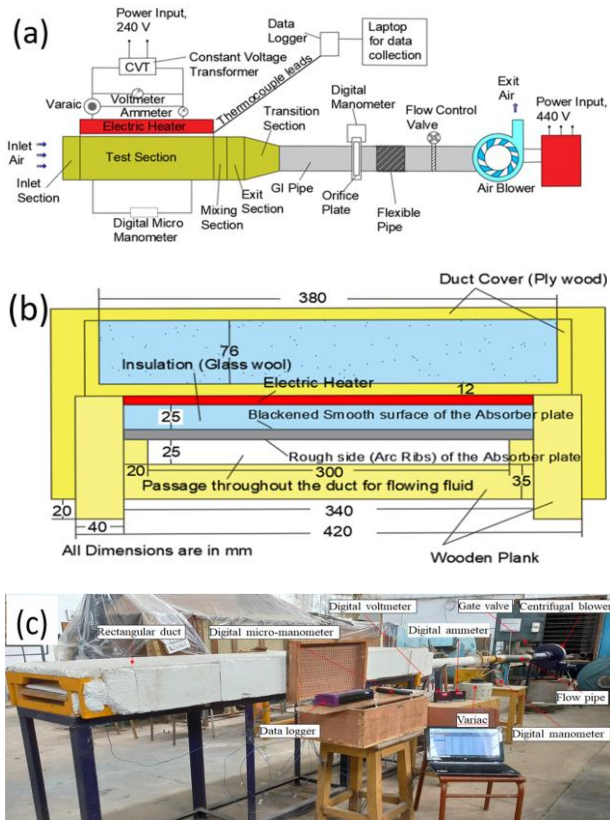 (a)
Power Input,
240 V
CVT
Constant Voltage
Transformer
Voltmeter
Ammeter
Varaic
Electric Heater
Thermocouple leads
Data
Logger
Laptop
for data
collection
Transition
Section
Digital
Manometer
Flow Control
Valve
Exit
Air
Power Input,
440 V
Inlet
Air
Test Section
Inlet
Section
Digital Micro
Manometer
Mixing
Section
Exit
Section
GI Pipe
Orifice
Plate
Flexible
Pipe
Air Blower
(b)
Duct Cover (Ply wood)
380
76
Insulation (Glass wool)
Electric Heater
12
25
Blackened Smooth surface of the Absorber plate
25
Rough side (Arc Ribs) of the Absorber plate
20
300
Passage throughout the duct for flowing fluid
35
20
340
40
420
All Dimensions are in mm
Wooden Plank
(c)
Digital voltmeter
Gate valve
Centrifugal blower
Rectangular duct
Digital micro-manometer
Digital ammeter
Flow pipe
Variac
Data logger
Digital manometer